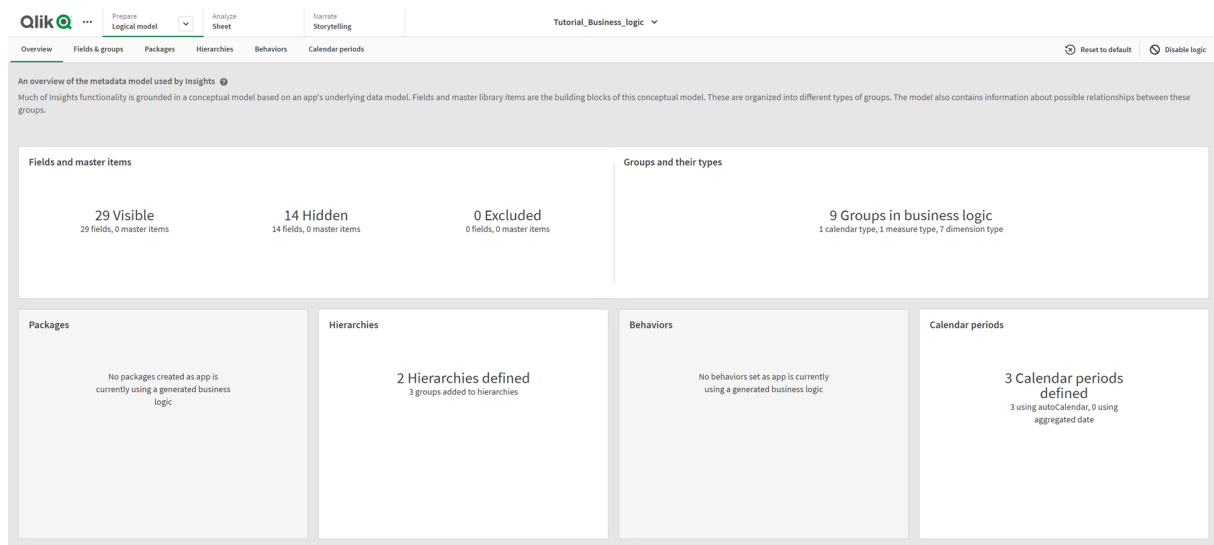 Qlik
Prepare
Logical model
Analyze
Sheet
Narrate
Storytelling
Tutorial_Business_logic
Overview Fields & groups Packages Hierarchies Behaviors Calendar periods Reset to default Disable logic
An overview of the metadata model used by Insights
Much of Insights functionality is grounded in a conceptual model based on an app's underlying data model. Fields and master library items are the building blocks of this conceptual model. These are organized into different types of groups. The model also contains information about possible relationships between these
groups.
Fields and master items
29 Visible
29 fields, 0 master items
14 Hidden
14 fields, 0 master items
0 Excluded
0 fields, 0 master items
Groups and their types
9 Groups in business logic
1 calendar type, 1 measure type, 7 dimension type
Packages
No packages created as app is
currently using a generated business
logic
Hierarchies
2 Hierarchies defined
3 groups added to hierarchies
Behaviors
No behaviors set as app is currently
using a generated business logic
Calendar periods
3 Calendar periods
defined
3 using autoCalendar, 0 using
aggregated date